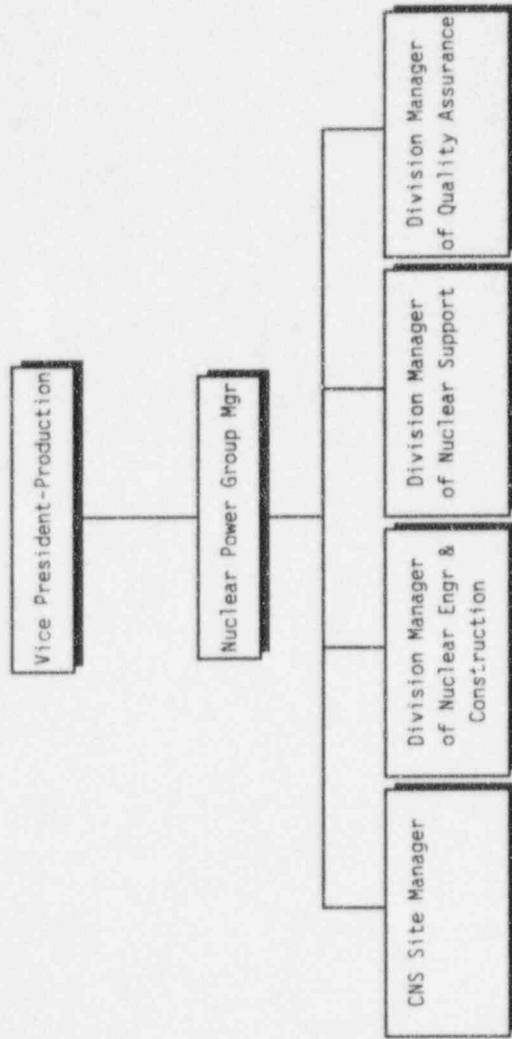 Vice President-Production
Nuclear Power Group Mgr
CNS Site Manager
Division Manager
of Nuclear Engr &
Construction
Division Manager
of Nuclear Support
Division Manager
of Quality Assurance